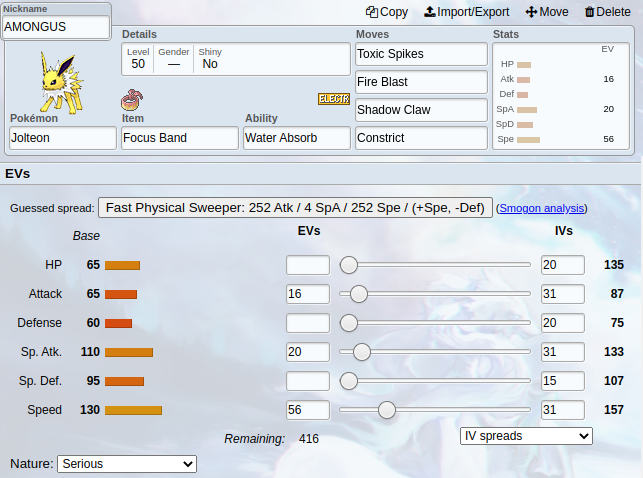 Nickname
AMONGUS
Copy Import/Export Move Delete
Details
Level Gender Shiny
50 — No
ELECTR
Pokémon
Jolteon
Item
Focus Band
Ability
Water Absorb
Moves
Toxic Spikes
Fire Blast
Shadow Claw
Constrict
Stats
EV
HP
Atk 16
Def
SpA 20
SpD
Spe 56
EVs
Guessed spread: Fast Physical Sweeper: 252 Atk / 4 SpA / 252 Spe / (+Spe, -Def) (Smogon analysis)
Base EVs IVs
HP 65 20 135
Attack 65 16 31 87
Defense 60 20 75
Sp. Atk. 110 20 31 133
Sp. Def. 95 15 107
Speed 130 56 31 157
Remaining: 416 IV spreads
Nature: Serious